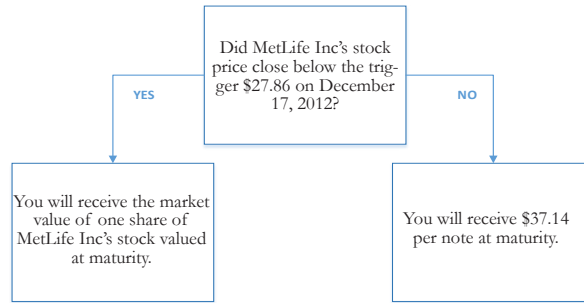 Did MetLife Inc's stock
price close below the trig-
ger $27.86 on December
17, 2012?
YES
NO
You will receive the market
value of one share of
MetLife Inc's stock valued
at maturity.
You will receive $37.14
per note at maturity.